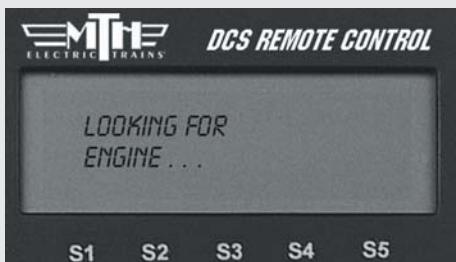 MTH DCS REMOTE CONTROL
ELECTRIC TRAINS
LOOKING FOR
ENGINE . . .
S1 S2 S3 S4 S5